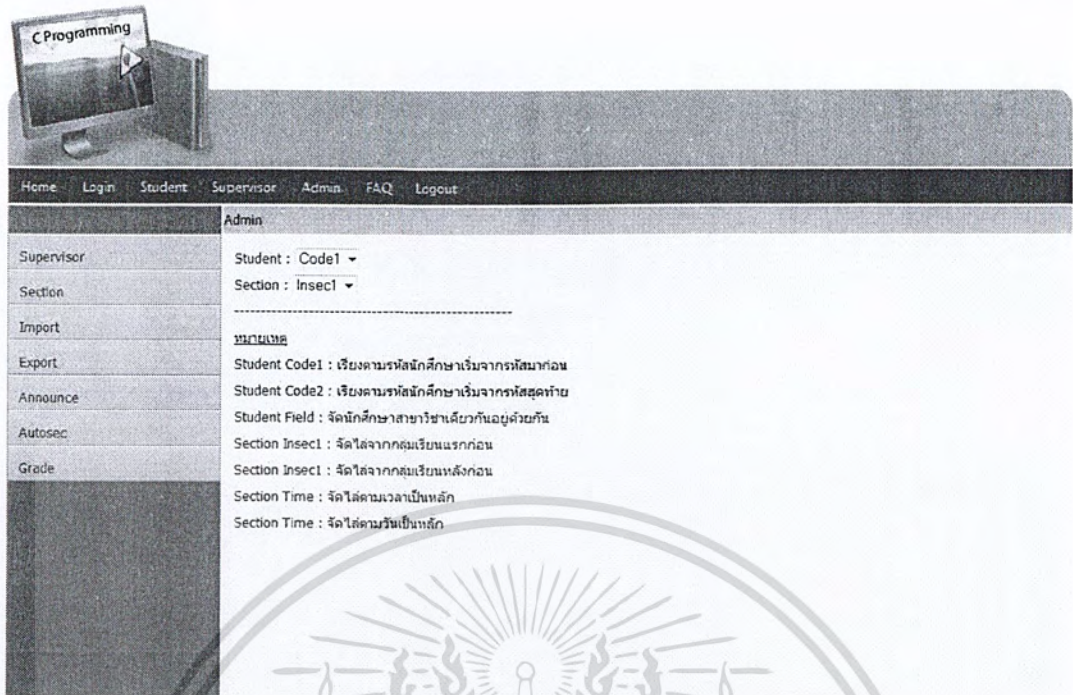 C Programming
Home Login Student Supervisor Admin FAQ Logout
Admin
Supervisor
Section
Import
Export
Announce
Autosec
Grade
Student : Code1
Section : Insec1
--------------------------------------------------
หมายเหตุ
Student Code1 : เรียงตามรหัสนักศึกษาเริ่มจากรหัสมาก่อน
Student Code2 : เรียงตามรหัสนักศึกษาเริ่มจากรหัสสุดท้าย
Student Field : จัดนักศึกษาสาขาวิชาเดียวกันอยู่ด้วยกัน
Section Insec1 : จัดไล่จากกลุ่มเรียนแรกก่อน
Section Insec1 : จัดไล่จากกลุ่มเรียนหลังก่อน
Section Time : จัดไล่ตามเวลาเป็นหลัก
Section Time : จัดไล่ตามวันเป็นหลัก